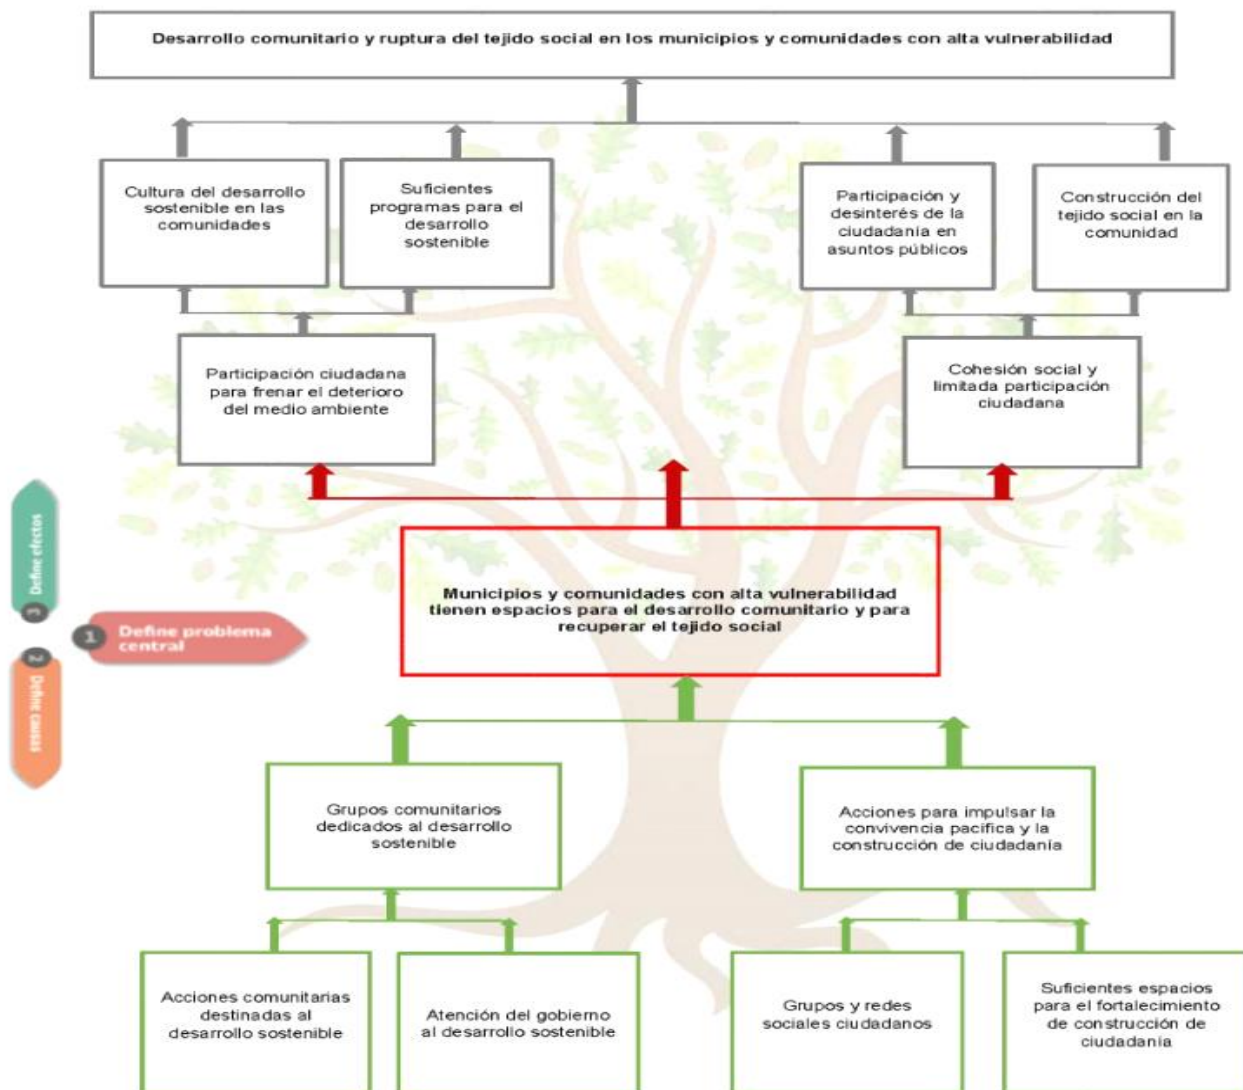 Desarrollo comunitario y ruptura del tejido social en los municipios y comunidades con alta vulnerabilidad
Cultura del desarrollo
sostenible en las
comunidades
Suficientes
programas para el
desarrollo
sostenible
Participación y
desinterés de la
ciudadanía en
asuntos públicos
Construcción del
tejido social en la
comunidad
Participación ciudadana
para frenar el deterioro
del medio ambiente
Cohesión social y
limitada participación
ciudadana
3 Define efectos
1 Define problema
central
2 Define causas
Municipios y comunidades con alta vulnerabilidad
tienen espacios para el desarrollo comunitario y para
recuperar el tejido social
Grupos comunitarios
dedicados al desarrollo
sostenible
Acciones para impulsar la
convivencia pacífica y la
construcción de ciudadanía
Acciones comunitarias
destinadas al
desarrollo sostenible
Atención del gobierno
al desarrollo sostenible
Grupos y redes
sociales ciudadanos
Suficientes espacios
para el fortalecimiento
de construcción de
ciudadanía